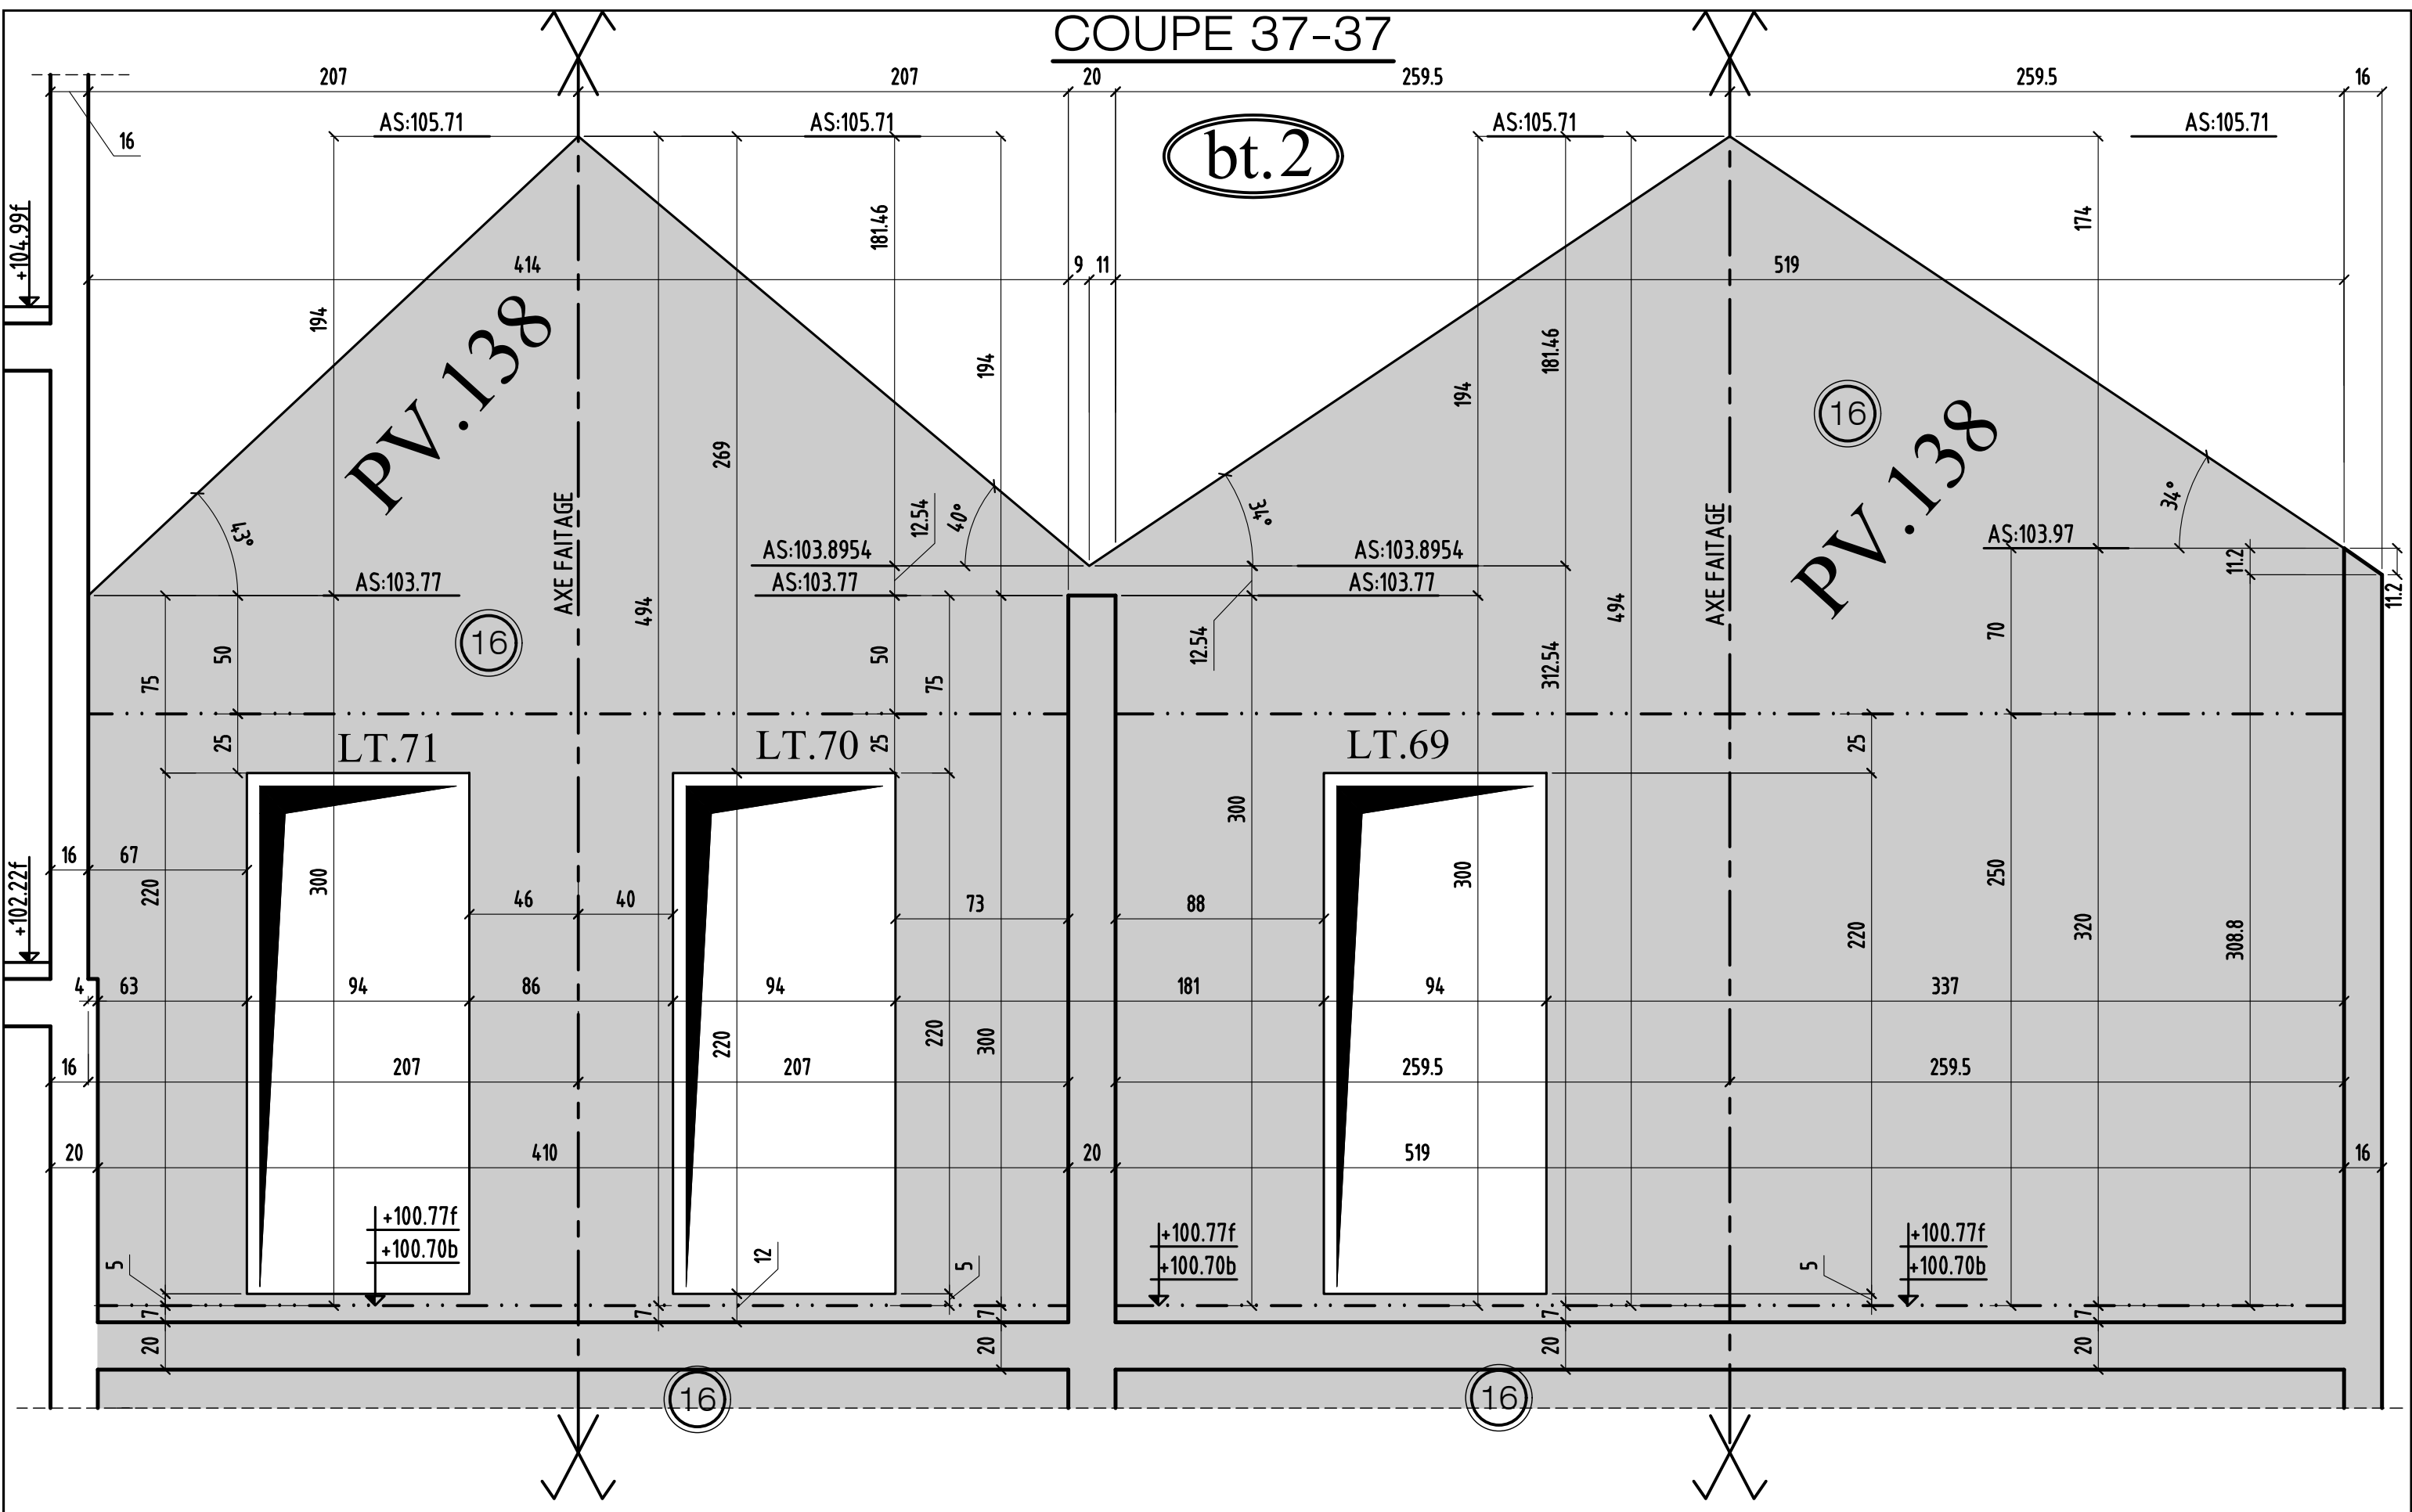 COUPE 37-37
207 207 20 259.5 259.5 16
16
AS:105.71 AS:105.71 AS:105.71 AS:105.71
bt.2
+104.99f
181.46
174
414 9 11 519
194
194
181.46
194
PV.138
16
PV.138
269
AXE FAITAGE
AXE FAITAGE
43°
12.54
40°
34°
34°
AS:103.8954 AS:103.8954
AS:103.97
11.2
11.2
AS:103.77 AS:103.77 AS:103.77
494
494
16
12.54
312.54
70
75 50 50 75
25 LT.71 LT.70 25 LT.69 25
+102.22f
16 67
220 300
46 40 73 88
300
300
220
250
320
308.8
4 63 94 86 94 181 94 337
220
220
300
16 207 207 259.5 259.5
20 410 20 519 16
+100.77f
+100.70b
+100.77f
+100.70b
+100.77f
+100.70b
5 12 5 5
7 7 7 7 7
20 20 20 20
16 16